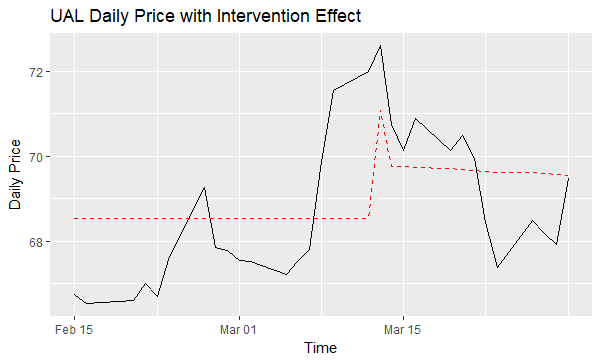 UAL Daily Price with Intervention Effect
72
70
68
Daily Price
Feb 15
Mar 01
Mar 15
Time